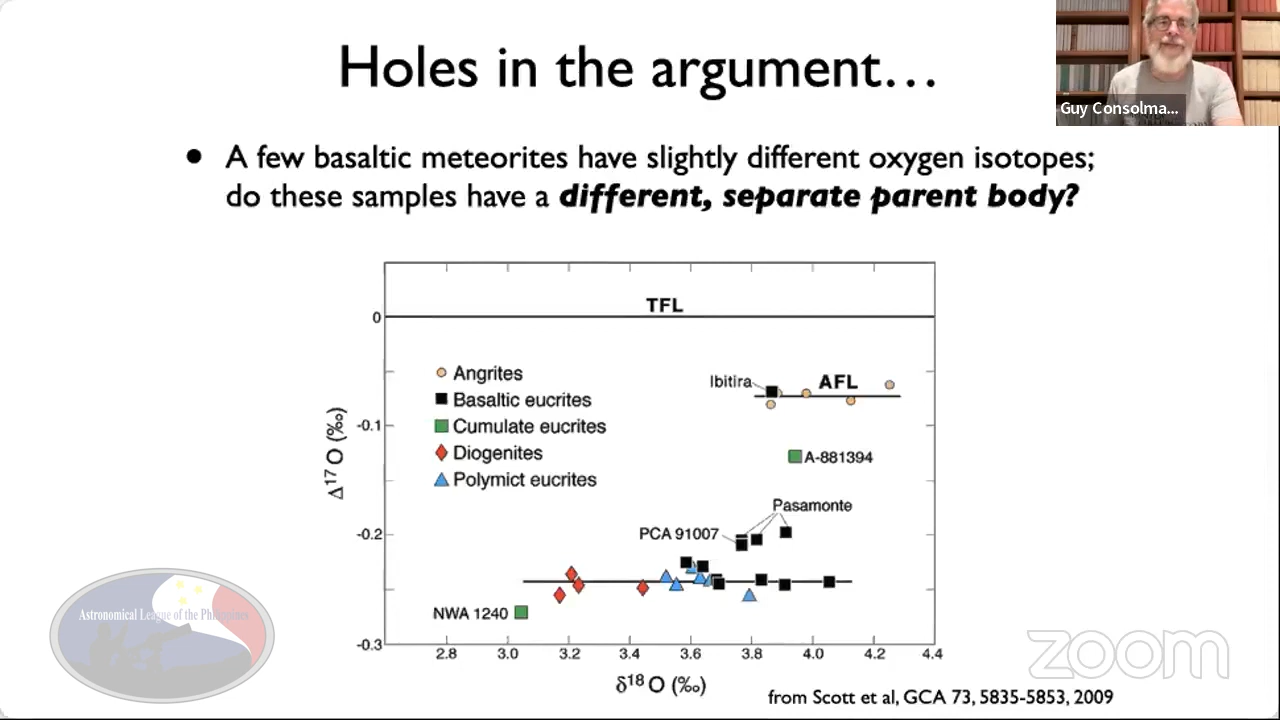 Holes in the argument…
Guy Consolma...
• A few basaltic meteorites have slightly different oxygen isotopes;
do these samples have a different, separate parent body?
TFL
0
Angrites
Basaltic eucrites
Cumulate eucrites
Diogenites
Polymict eucrites
Ibitira
AFL
-0.1
A-881394
Δ¹⁷O (‰)
Pasamonte
PCA 91007
-0.2
NWA 1240
-0.3
2.8 3.0 3.2 3.4 3.6 3.8 4.0 4.2 4.4
δ¹⁸O (‰)
from Scott et al, GCA 73, 5835-5853, 2009
Astronomical League of the Philippines
zoom